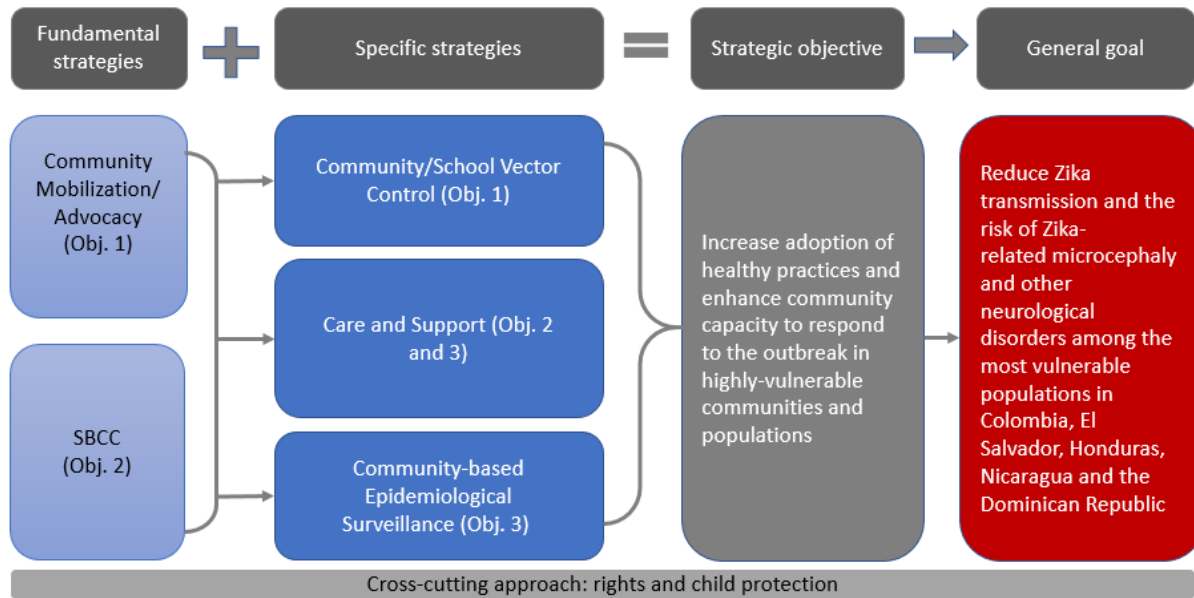 Fundamental
strategies
Specific strategies
Strategic objective
General goal
Community
Mobilization/
Advocacy
(Obj. 1)
SBCC
(Obj. 2)
Community/School Vector
Control (Obj. 1)
Care and Support (Obj. 2
and 3)
Community-based
Epidemiological
Surveillance (Obj. 3)
Increase adoption of
healthy practices and
enhance community
capacity to respond
to the outbreak in
highly-vulnerable
communities and
populations
Reduce Zika
transmission and the
risk of Zika-
related microcephaly
and other
neurological
disorders among the
most vulnerable
populations in
Colombia, El
Salvador, Honduras,
Nicaragua and the
Dominican Republic
Cross-cutting approach: rights and child protection